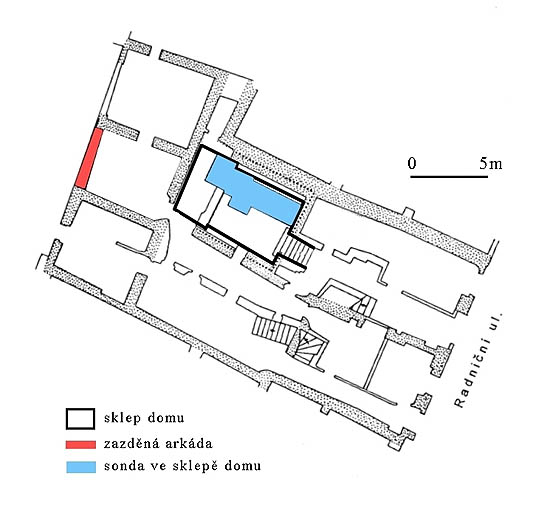 0 5m
Radniční ul.
sklep domu
zazděná arkáda
sonda ve sklepě domu